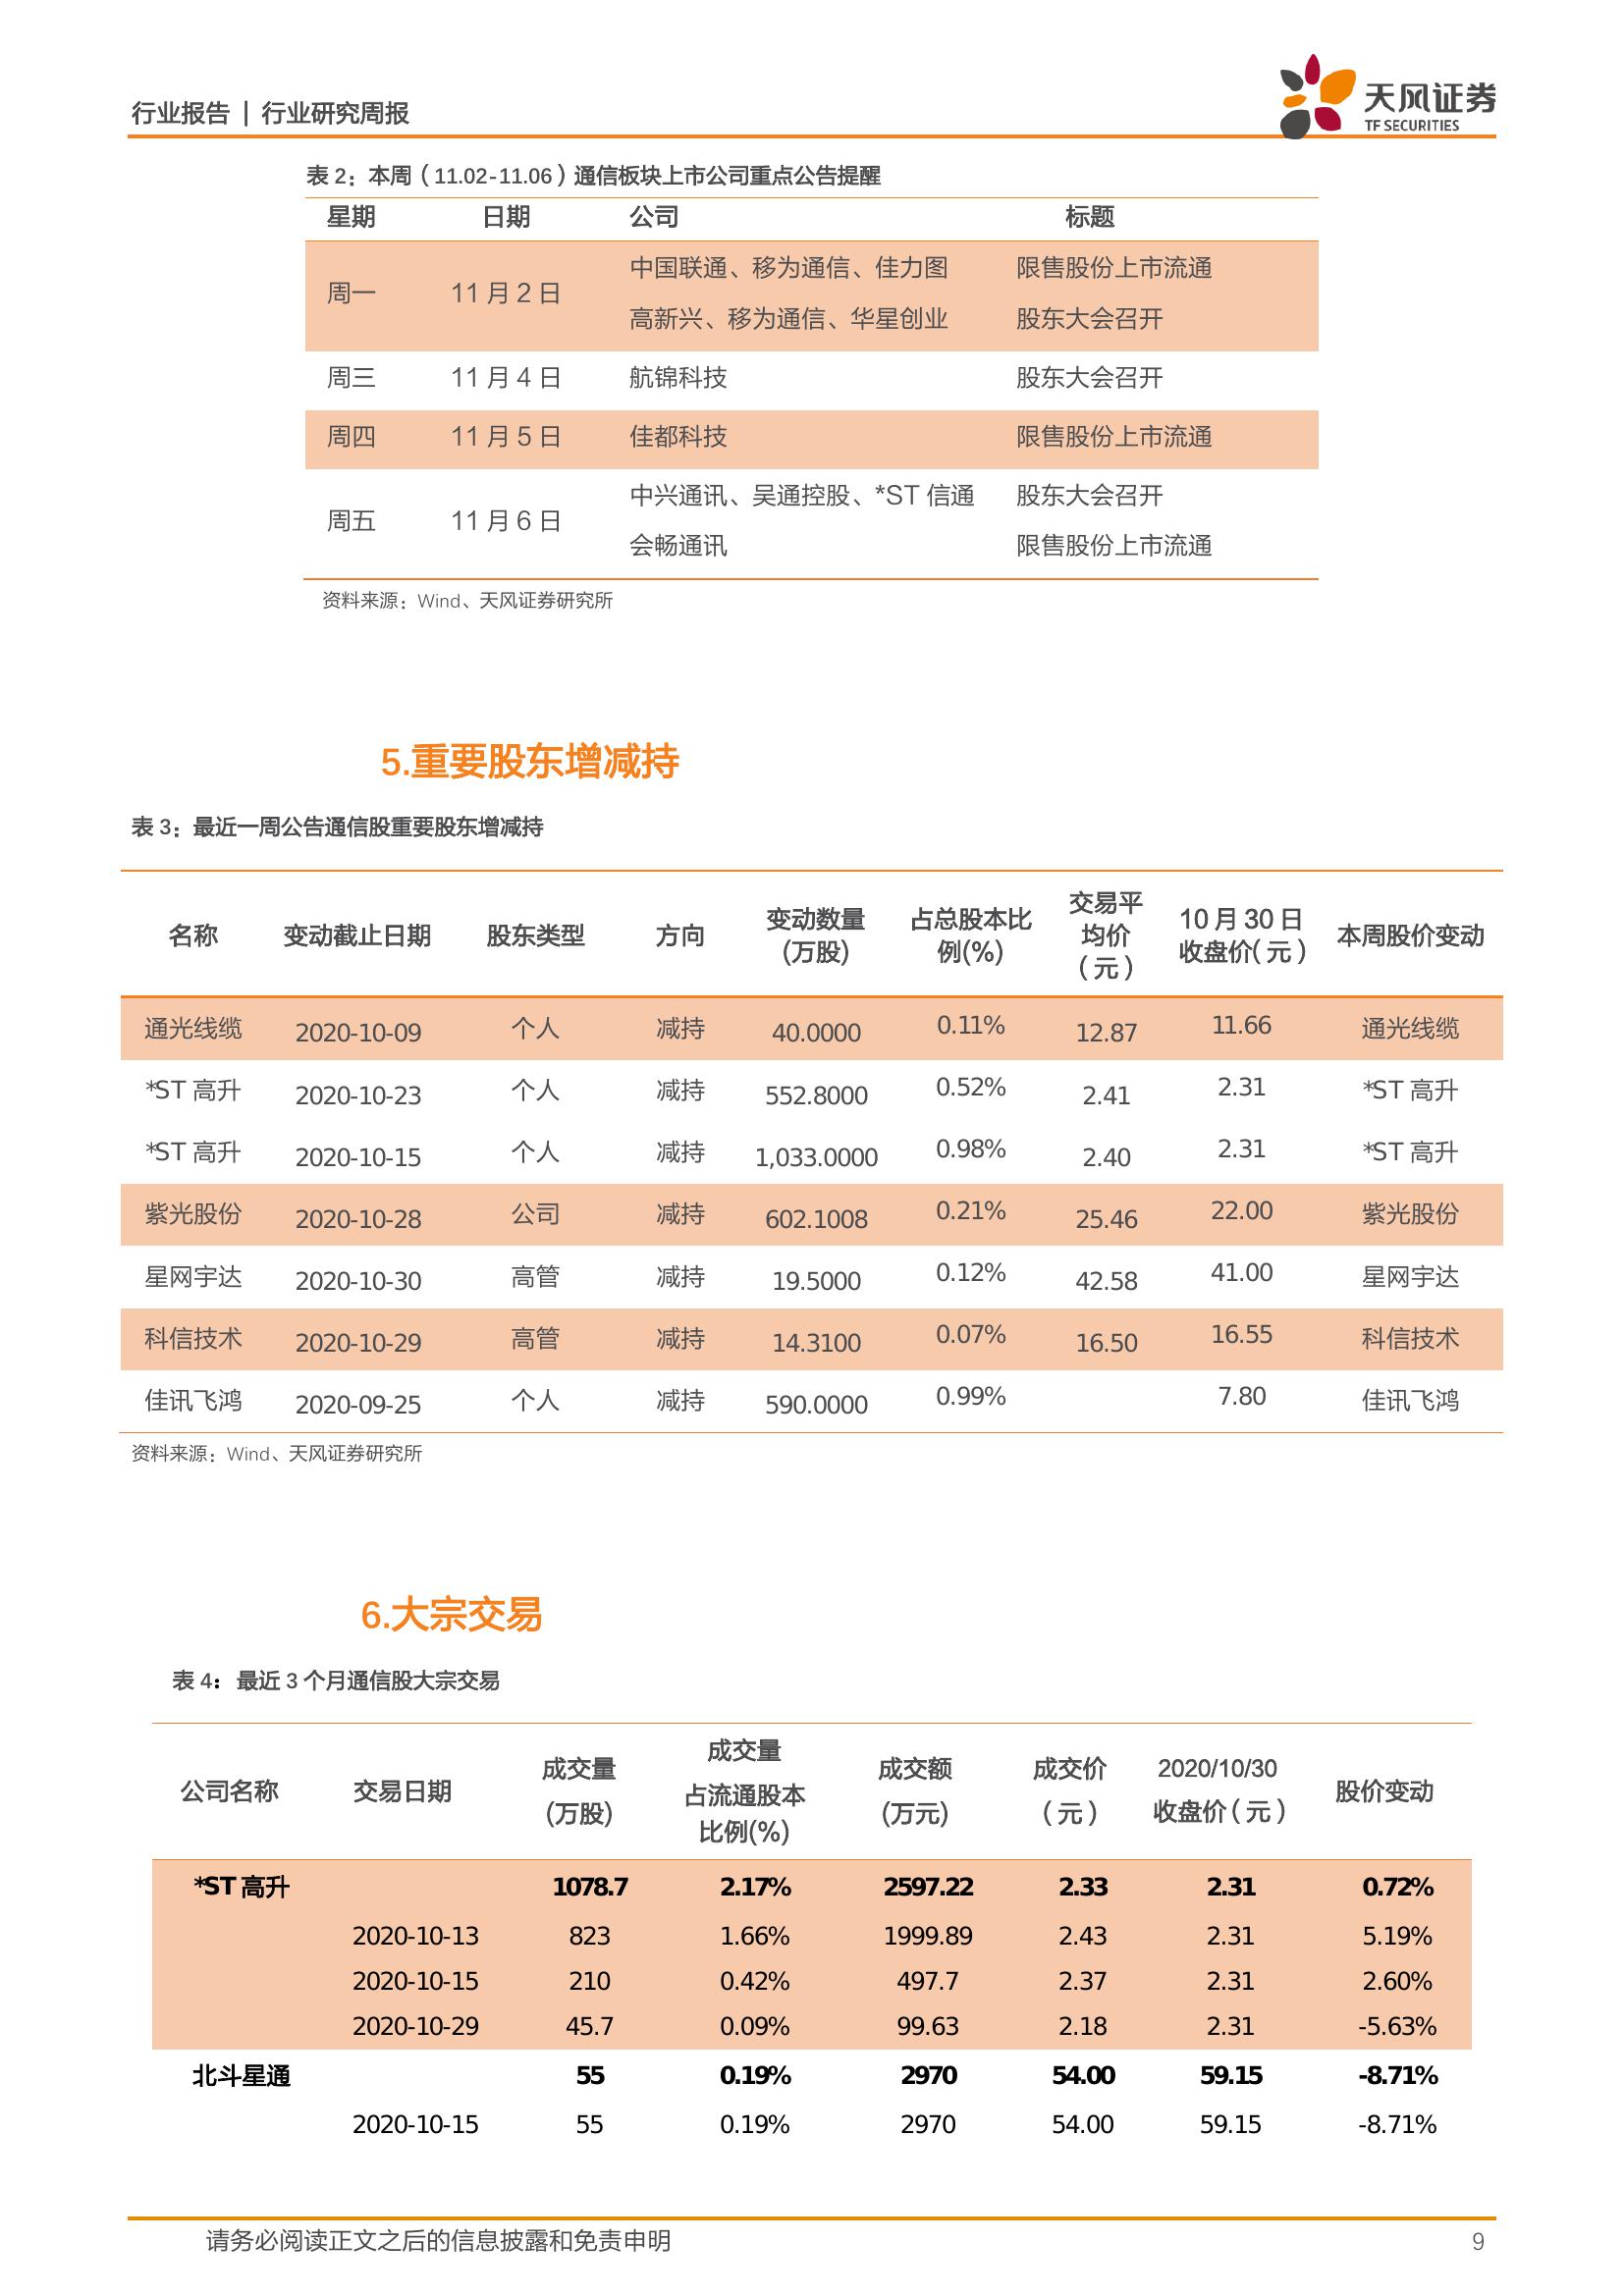 行业报告 | 行业研究周报
天风证券
TF SECURITIES
表 2：本周（11.02-11.06）通信板块上市公司重点公告提醒
星期 日期 公司 标题
周一 11 月 2 日 中国联通、移为通信、佳力图 限售股份上市流通
高新兴、移为通信、华星创业 股东大会召开
周三 11 月 4 日 航锦科技 股东大会召开
周四 11 月 5 日 佳都科技 限售股份上市流通
周五 11 月 6 日 中兴通讯、吴通控股、*ST 信通 股东大会召开
会畅通讯 限售股份上市流通
资料来源：Wind、天风证券研究所
5.重要股东增减持
表 3：最近一周公告通信股重要股东增减持
名称 变动截止日期 股东类型 方向 变动数量(万股) 占总股本比例(%) 交易平均价（元） 10 月 30 日收盘价(元） 本周股价变动
通光线缆 2020-10-09 个人 减持 40.0000 0.11% 12.87 11.66 通光线缆
*ST 高升 2020-10-23 个人 减持 552.8000 0.52% 2.41 2.31 *ST 高升
*ST 高升 2020-10-15 个人 减持 1,033.0000 0.98% 2.40 2.31 *ST 高升
紫光股份 2020-10-28 公司 减持 602.1008 0.21% 25.46 22.00 紫光股份
星网宇达 2020-10-30 高管 减持 19.5000 0.12% 42.58 41.00 星网宇达
科信技术 2020-10-29 高管 减持 14.3100 0.07% 16.50 16.55 科信技术
佳讯飞鸿 2020-09-25 个人 减持 590.0000 0.99% 7.80 佳讯飞鸿
资料来源：Wind、天风证券研究所
6.大宗交易
表 4： 最近 3 个月通信股大宗交易
公司名称 交易日期 成交量(万股) 成交量占流通股本比例(%) 成交额(万元) 成交价（元） 2020/10/30收盘价（元） 股价变动
*ST 高升 1078.7 2.17% 2597.22 2.33 2.31 0.72%
2020-10-13 823 1.66% 1999.89 2.43 2.31 5.19%
2020-10-15 210 0.42% 497.7 2.37 2.31 2.60%
2020-10-29 45.7 0.09% 99.63 2.18 2.31 -5.63%
北斗星通 55 0.19% 2970 54.00 59.15 -8.71%
2020-10-15 55 0.19% 2970 54.00 59.15 -8.71%
请务必阅读正文之后的信息披露和免责申明 9